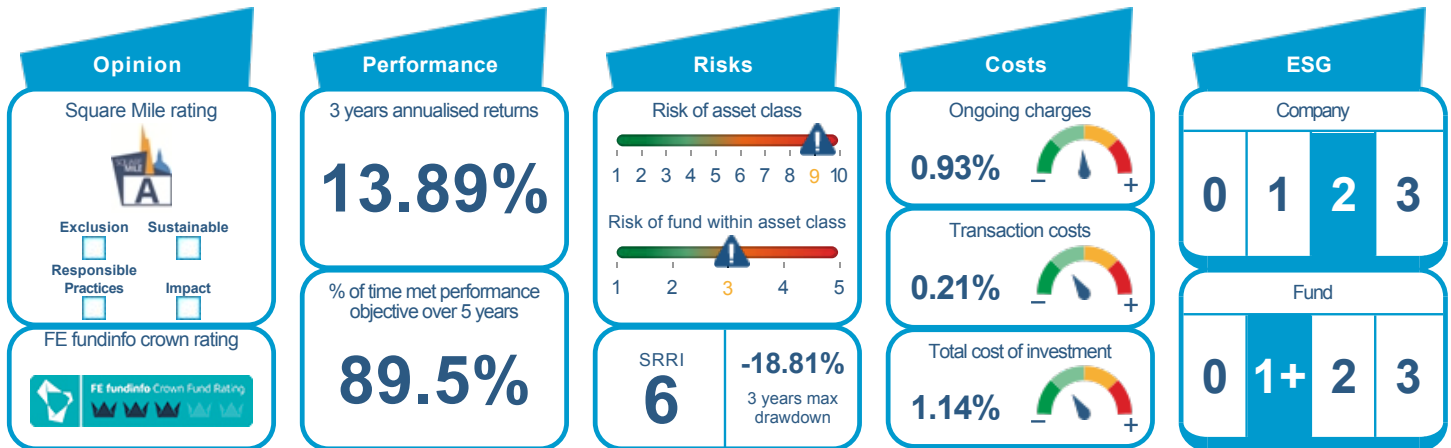 Opinion
Square Mile rating
SQUARE
MILE
A
Exclusion Sustainable
Responsible
Practices Impact
FE fundinfo crown rating
FE fundinfo Crown Fund Rating
Performance
3 years annualised returns
13.89%
% of time met performance
objective over 5 years
89.5%
Risks
Risk of asset class
1 2 3 4 5 6 7 8 9 10
Risk of fund within asset class
1 2 3 4 5
SRRI
6
-18.81%
3 years max
drawdown
Costs
Ongoing charges
0.93%
− +
Transaction costs
0.21%
− +
Total cost of investment
1.14%
− +
ESG
Company
0 1 2 3
Fund
0 1+ 2 3